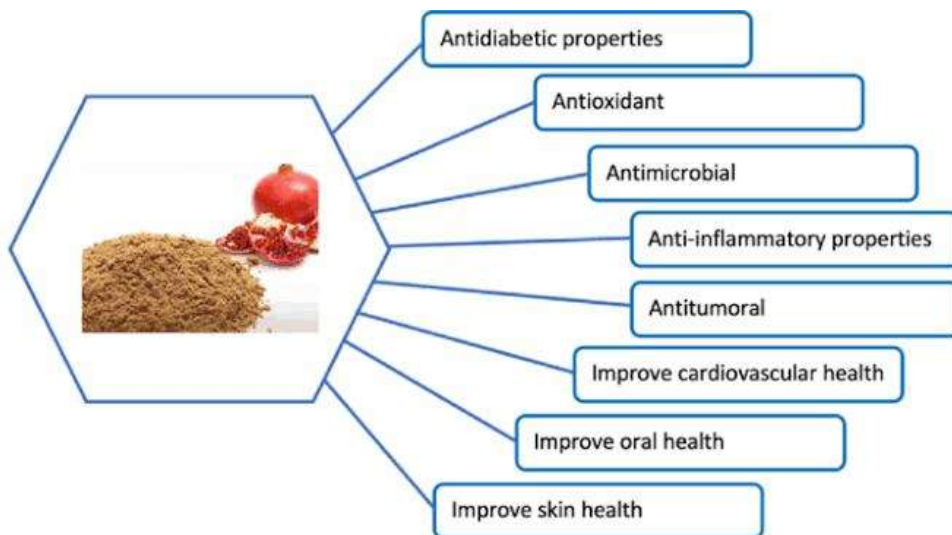 Antidiabetic properties
Antioxidant
Antimicrobial
Anti-inflammatory properties
Antitumoral
Improve cardiovascular health
Improve oral health
Improve skin health